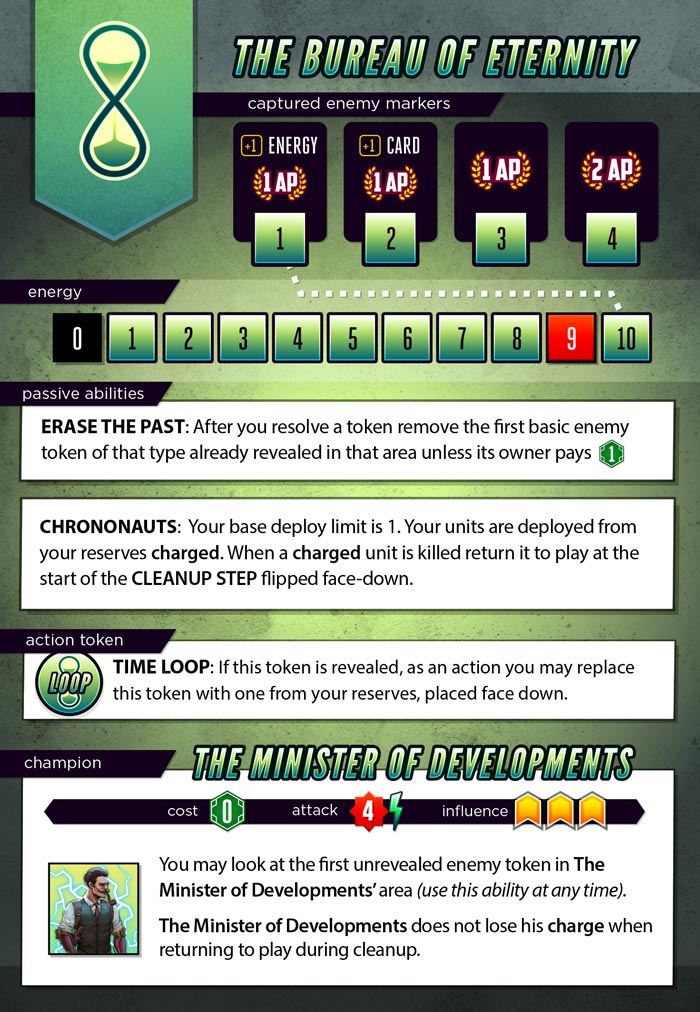 THE BUREAU OF ETERNITY
captured enemy markers
+1 ENERGY
1 AP
1
+1 CARD
1 AP
2
1 AP
3
2 AP
4
energy
0 1 2 3 4 5 6 7 8 9 10
passive abilities
ERASE THE PAST: After you resolve a token remove the first basic enemy
token of that type already revealed in that area unless its owner pays 1
CHRONONAUTS: Your base deploy limit is 1. Your units are deployed from
your reserves charged. When a charged unit is killed return it to play at the
start of the CLEANUP STEP flipped face-down.
action token
LOOP
TIME LOOP: If this token is revealed, as an action you may replace
this token with one from your reserves, placed face down.
champion
THE MINISTER OF DEVELOPMENTS
cost 0 attack 4 influence
You may look at the first unrevealed enemy token in The
Minister of Developments' area (use this ability at any time).
The Minister of Developments does not lose his charge when
returning to play during cleanup.